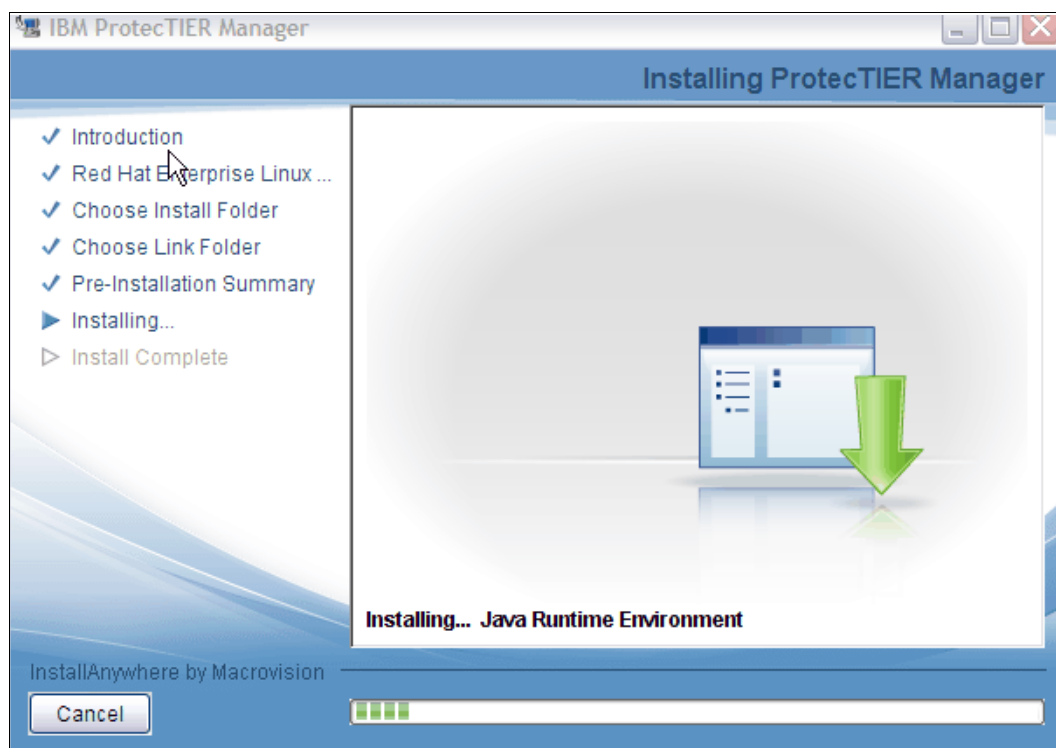 IBM ProtecTIER Manager
Installing ProtecTIER Manager
Introduction
Red Hat Enterprise Linux ...
Choose Install Folder
Choose Link Folder
Pre-Installation Summary
Installing...
Install Complete
Installing... Java Runtime Environment
InstallAnywhere by Macrovision
Cancel